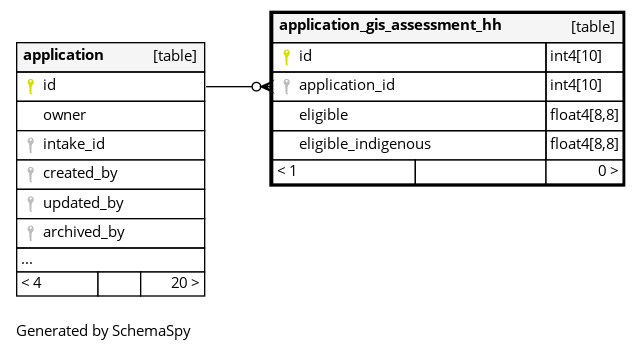 application [table]
id
owner
intake_id
created_by
updated_by
archived_by
...
< 4 20 >
application_gis_assessment_hh [table]
id int4[10]
application_id int4[10]
eligible float4[8,8]
eligible_indigenous float4[8,8]
< 1 0 >
Generated by SchemaSpy